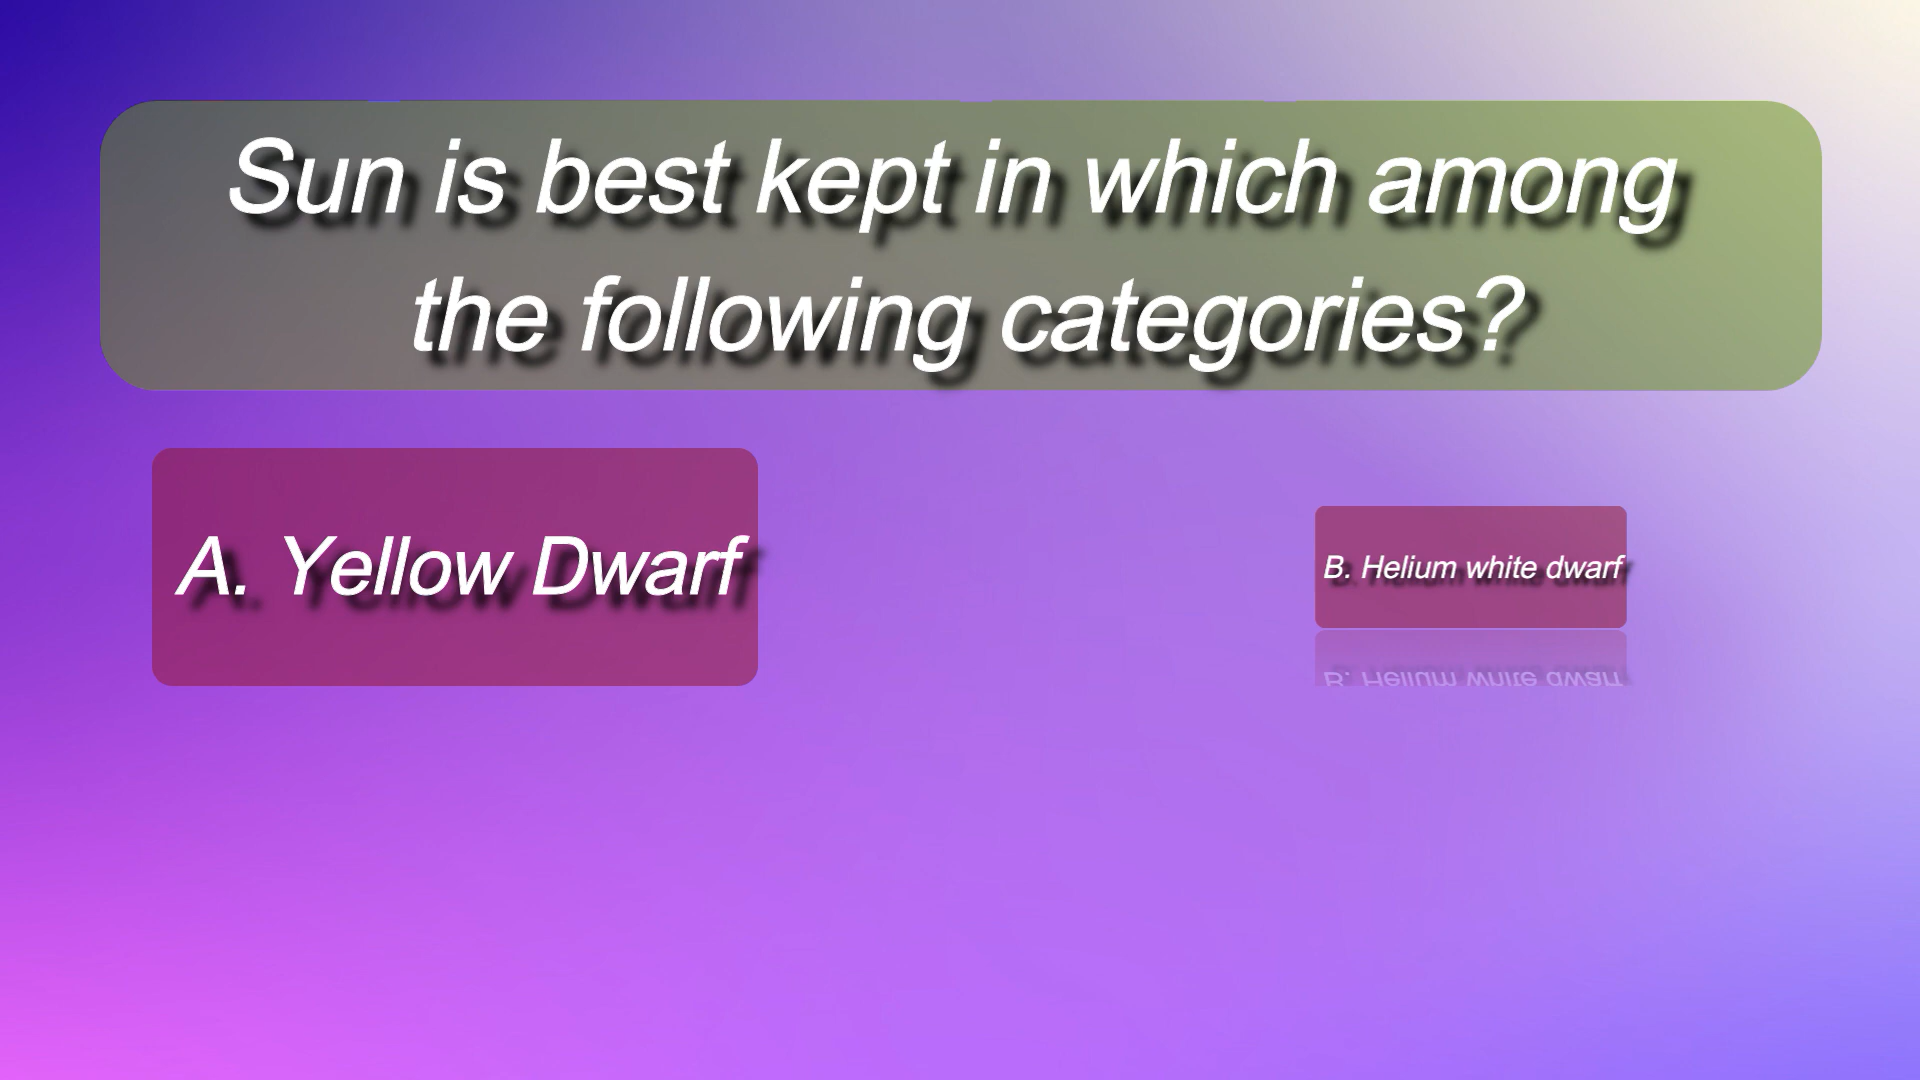 Sun is best kept in which among
the following categories?
A. Yellow Dwarf
B. Helium white dwarf